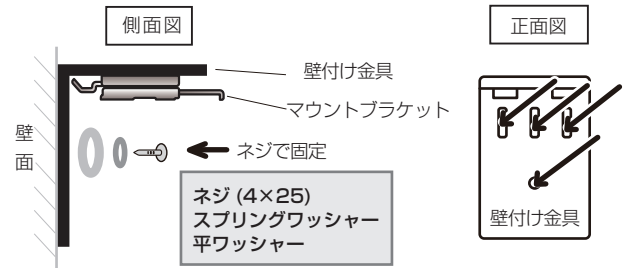 側面図
正面図
壁付け金具
マウントブラケット
壁面
ネジで固定
ネジ (4×25)
スプリングワッシャー
平ワッシャー
壁付け金具